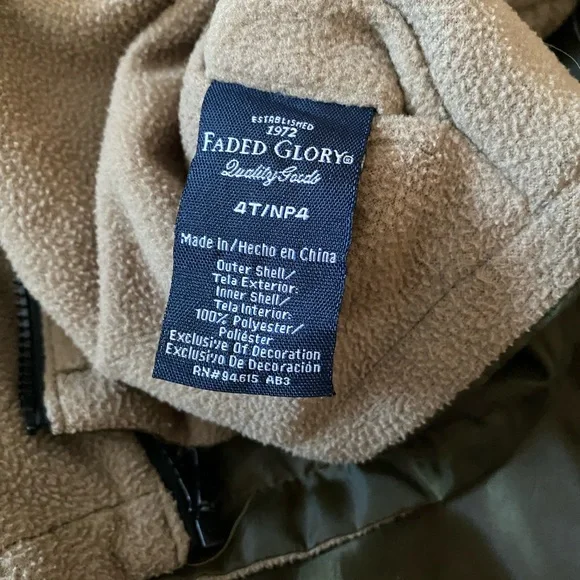 ESTABLISHED
1972
FADED GLORY®
Quality Goods
4T/NP4
Made in/Hecho en China
Outer Shell/
Tela Exterior:
Inner Shell/
Tela Interior:
100% Polyester/
Poliéster
Exclusive Of Decoration
Exclusivo De Decoración
RN#94615 AB3